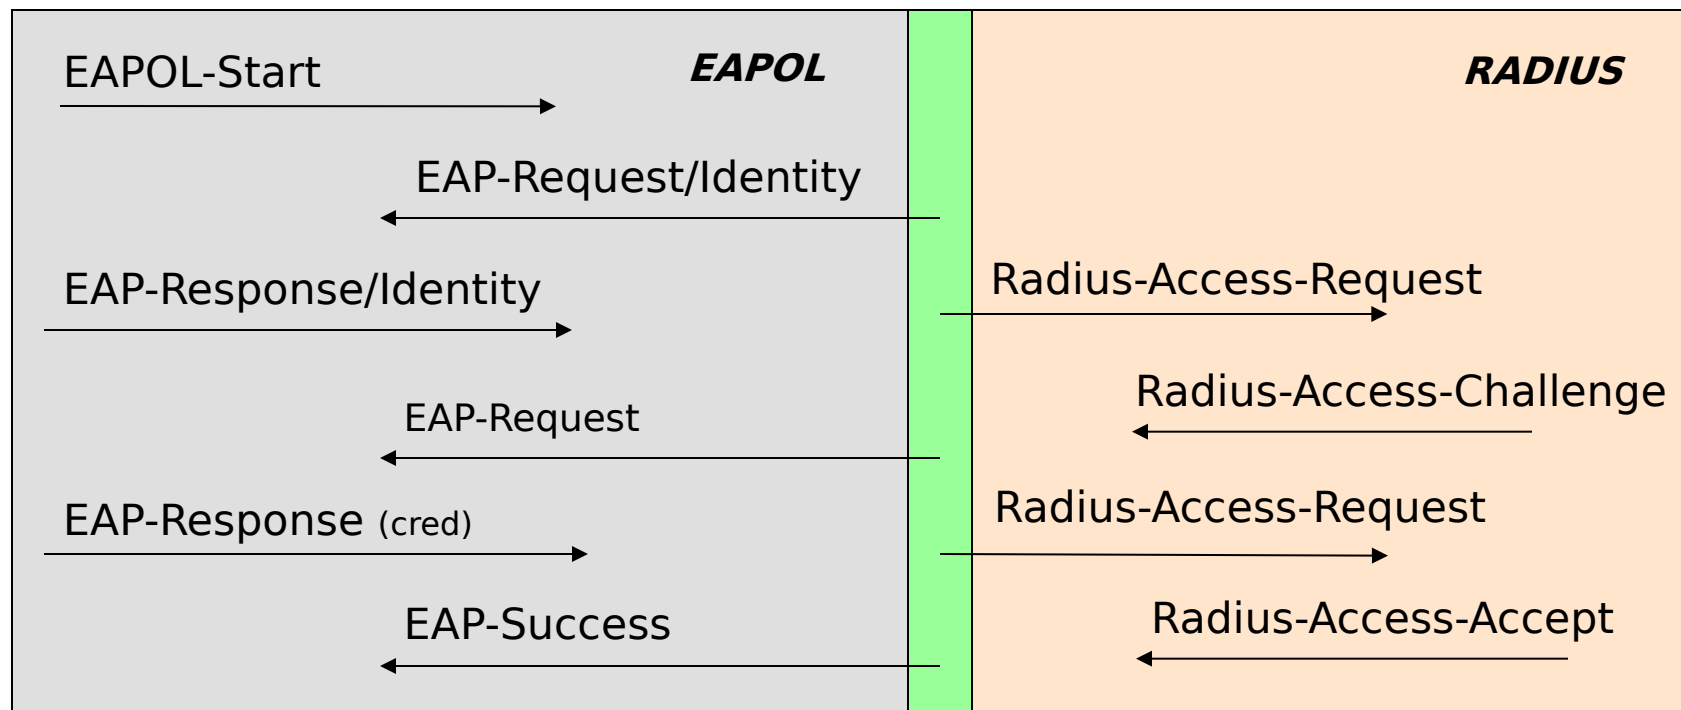 EAPOL
RADIUS
EAPOL-Start
EAP-Request/Identity
EAP-Response/Identity
Radius-Access-Request
Radius-Access-Challenge
EAP-Request
Radius-Access-Request
EAP-Response (cred)
Radius-Access-Accept
EAP-Success